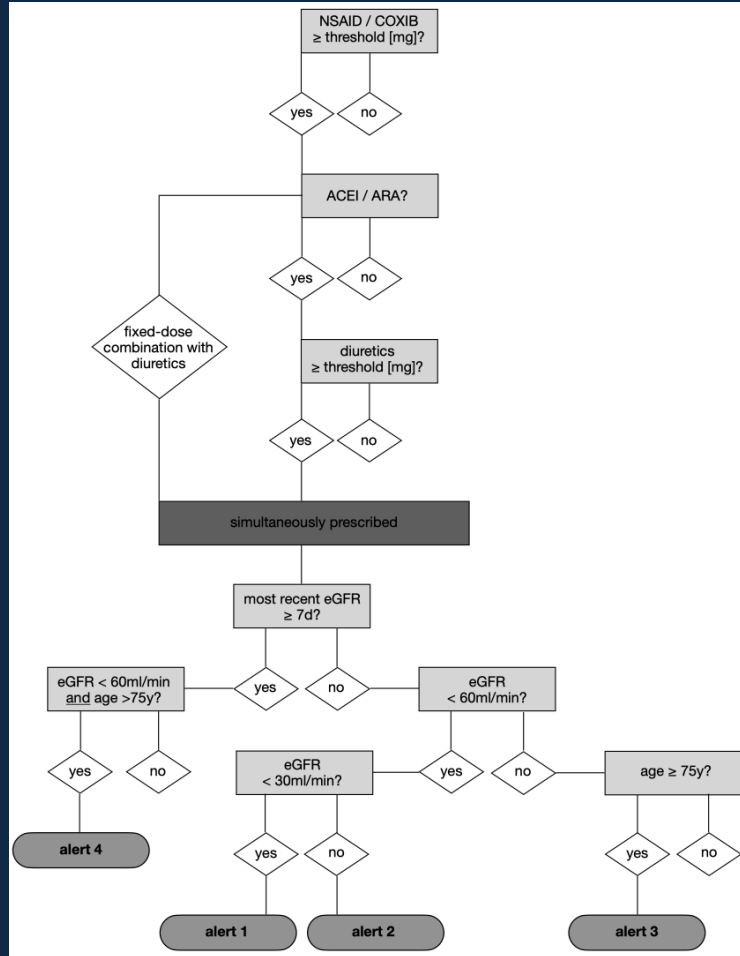 NSAID / COXIB
≥ threshold [mg]?
yes
no
ACEI / ARA?
yes
no
fixed-dose
combination with
diuretics
diuretics
≥ threshold [mg]?
yes
no
simultaneously prescribed
most recent eGFR
≥ 7d?
eGFR < 60ml/min
and age >75y?
yes
no
eGFR
< 60ml/min?
yes
no
eGFR
< 30ml/min?
yes
no
age ≥ 75y?
alert 4
yes
no
yes
no
alert 1
alert 2
alert 3